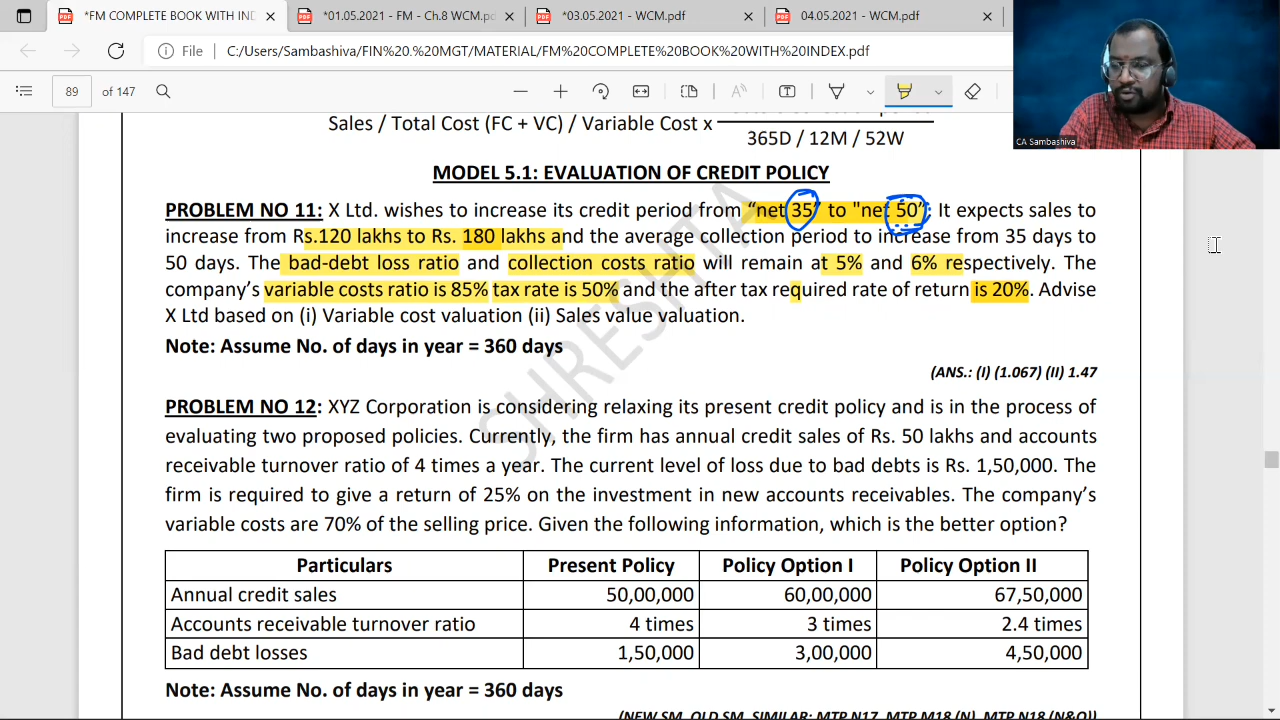 *FM COMPLETE BOOK WITH IND
*01.05.2021 - FM - Ch.8 WCM.pd
*03.05.2021 - WCM.pdf
04.05.2021 - WCM.pdf
File C:/Users/Sambashiva/FIN%20.%20MGT/MATERIAL/FM%20COMPLETE%20BOOK%20WITH%20INDEX.pdf
89 of 147
CA Sambashiva
Sales / Total Cost (FC + VC) / Variable Cost x
365D / 12M / 52W
MODEL 5.1: EVALUATION OF CREDIT POLICY
PROBLEM NO 11: X Ltd. wishes to increase its credit period from “net 35” to "net 50”; It expects sales to
increase from Rs.120 lakhs to Rs. 180 lakhs and the average collection period to increase from 35 days to
50 days. The bad-debt loss ratio and collection costs ratio will remain at 5% and 6% respectively. The
company’s variable costs ratio is 85% tax rate is 50% and the after tax required rate of return is 20%. Advise
X Ltd based on (i) Variable cost valuation (ii) Sales value valuation.
Note: Assume No. of days in year = 360 days
(ANS.: (I) (1.067) (II) 1.47
SHRESHTA
PROBLEM NO 12: XYZ Corporation is considering relaxing its present credit policy and is in the process of
evaluating two proposed policies. Currently, the firm has annual credit sales of Rs. 50 lakhs and accounts
receivable turnover ratio of 4 times a year. The current level of loss due to bad debts is Rs. 1,50,000. The
firm is required to give a return of 25% on the investment in new accounts receivables. The company’s
variable costs are 70% of the selling price. Given the following information, which is the better option?
Particulars Present Policy Policy Option I Policy Option II
Annual credit sales 50,00,000 60,00,000 67,50,000
Accounts receivable turnover ratio 4 times 3 times 2.4 times
Bad debt losses 1,50,000 3,00,000 4,50,000
Note: Assume No. of days in year = 360 days
(NEW SM, OLD SM, SIMILAR: MTP N17, MTP M18 (N), MTP N18 (N&O))